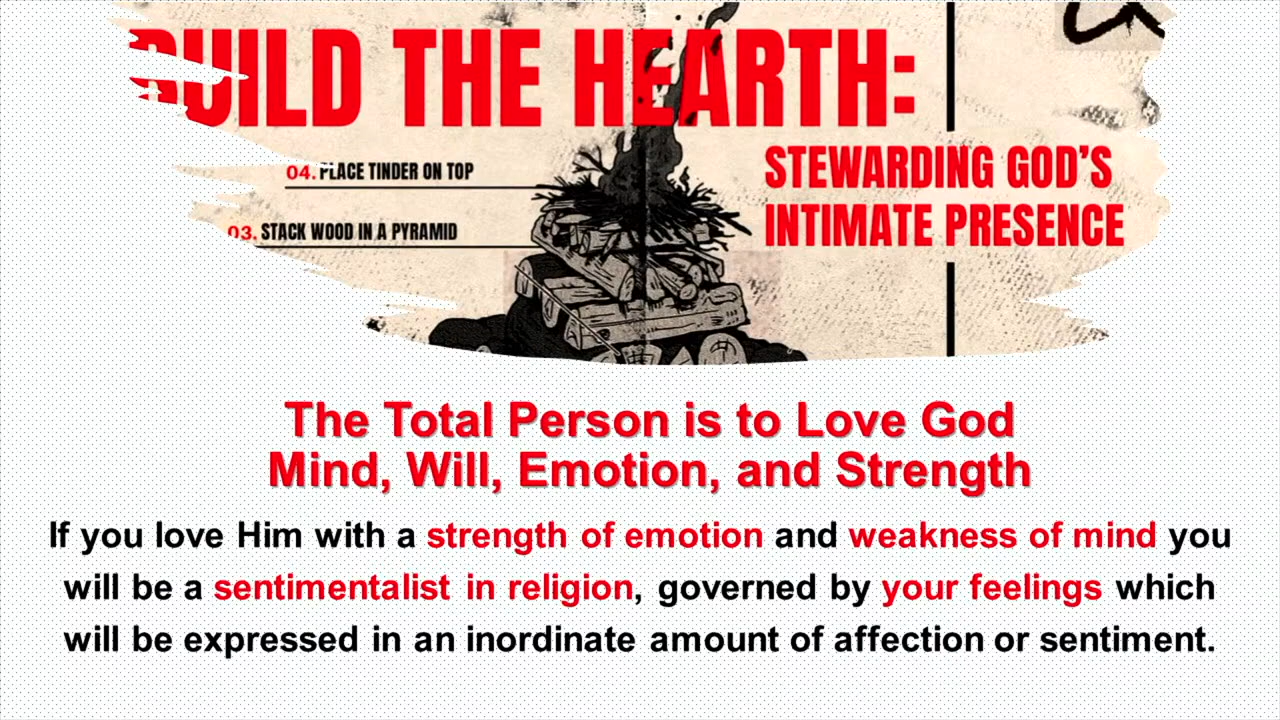 BUILD THE HEARTH:
STEWARDING GOD'S
INTIMATE PRESENCE
04. PLACE TINDER ON TOP
03. STACK WOOD IN A PYRAMID
The Total Person is to Love God
Mind, Will, Emotion, and Strength
If you love Him with a strength of emotion and weakness of mind you
will be a sentimentalist in religion, governed by your feelings which
will be expressed in an inordinate amount of affection or sentiment.